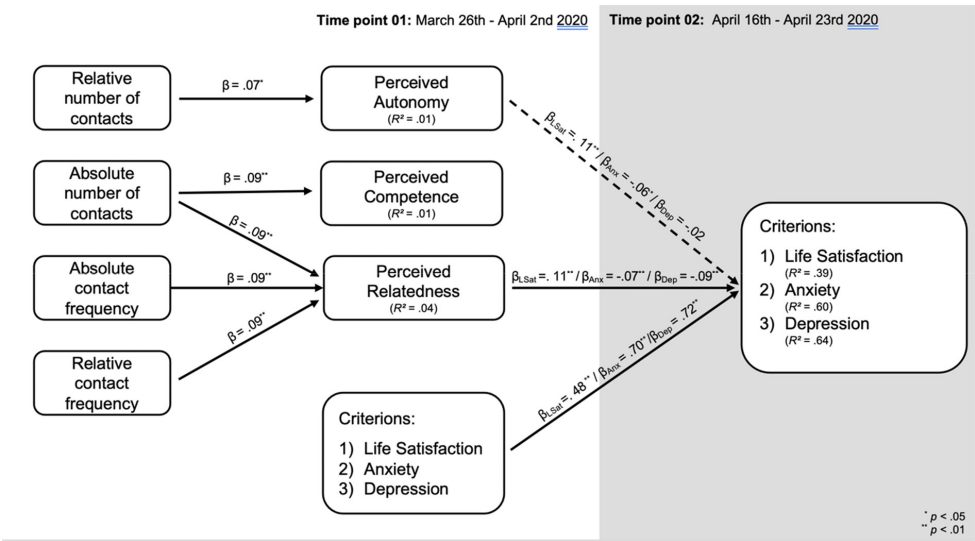 Time point 01: March 26th - April 2nd 2020
Time point 02: April 16th - April 23rd 2020
Relative
number of
contacts
β = .07*
Perceived
Autonomy
(R² = .01)
βLSat =. 11**/ βAnx = -.06*/ βDep = -.02
Absolute
number of
contacts
β = .09**
β = .09**
Perceived
Competence
(R² = .01)
Absolute
contact
frequency
β = .09**
Perceived
Relatedness
(R² = .04)
βLSat =. 11**/ βAnx = -.07**/ βDep = -.09**
Relative
contact
frequency
β = .09**
Criterions:
1) Life Satisfaction
2) Anxiety
3) Depression
βLSat =. 48**/ βAnx = .70**/βDep = .72**
Criterions:
1) Life Satisfaction
(R² = .39)
2) Anxiety
(R² = .60)
3) Depression
(R² = .64)
* p < .05
** p < .01